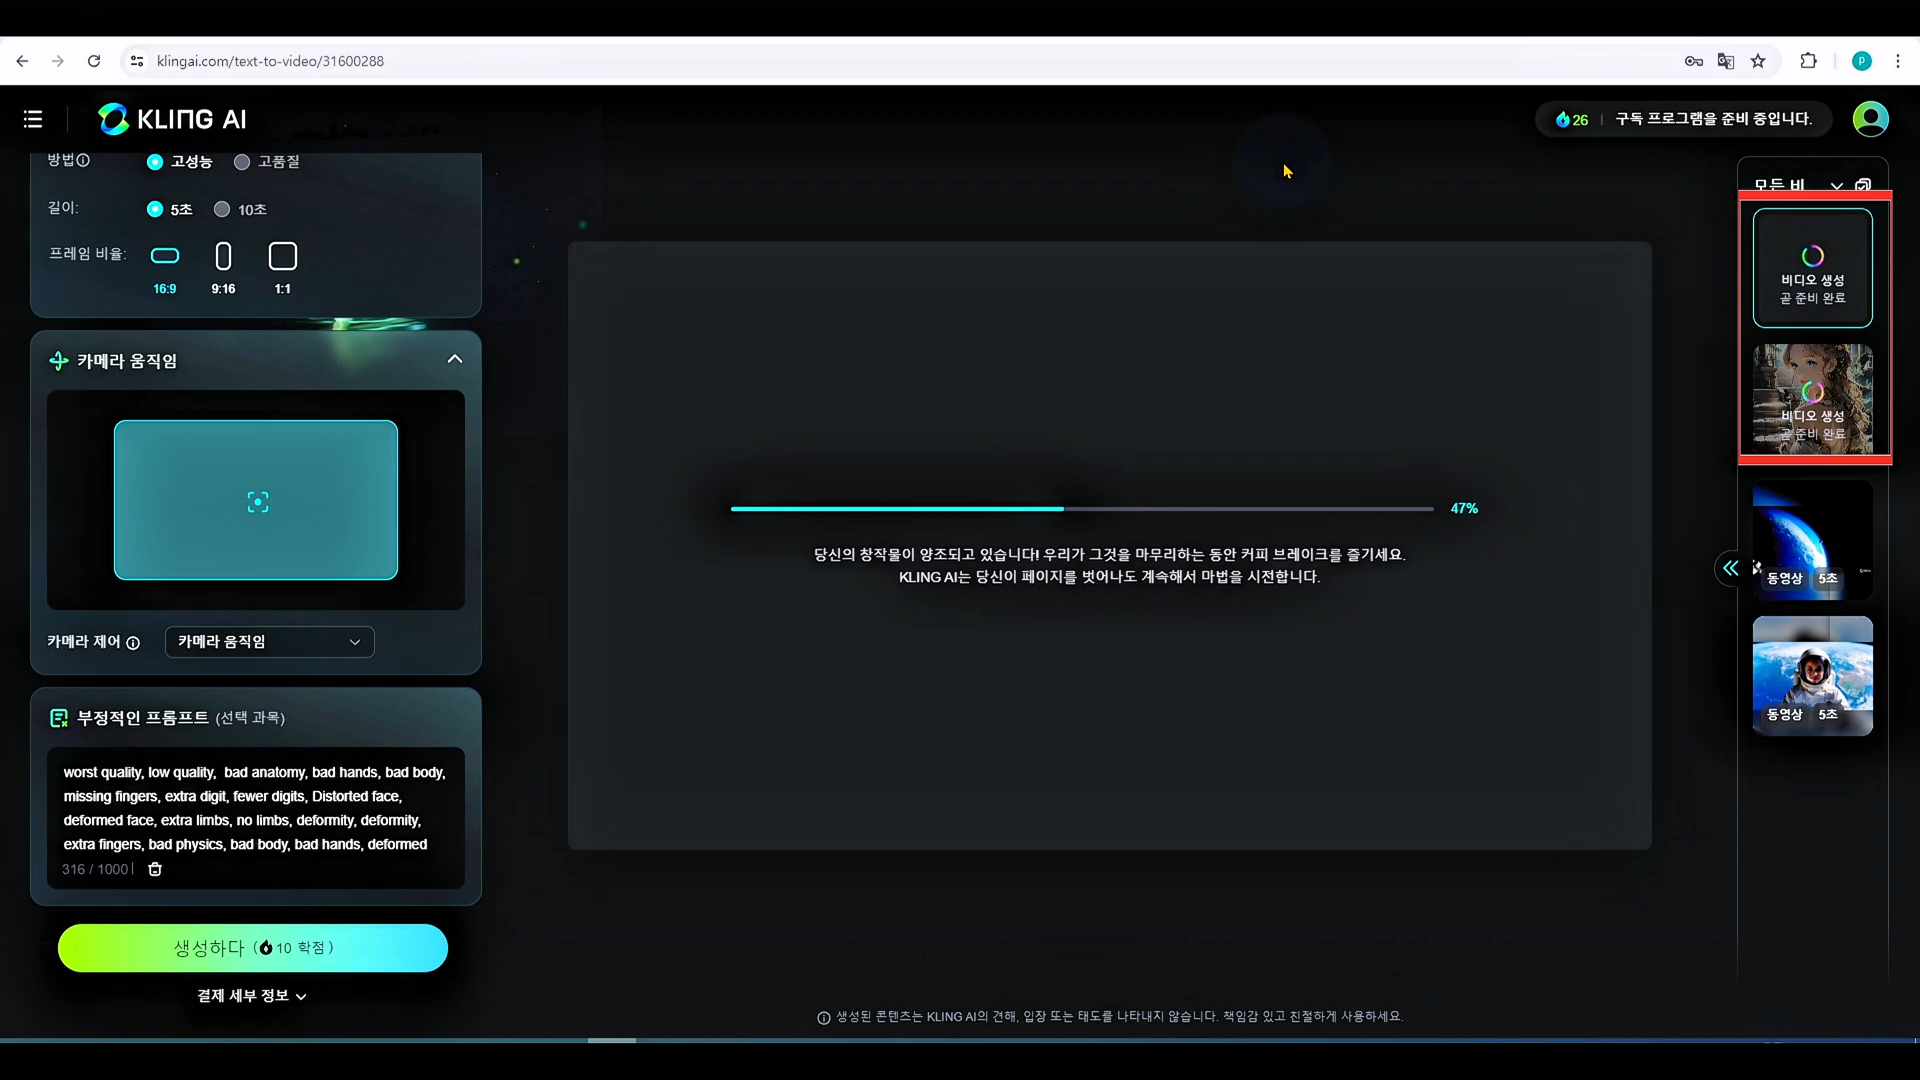 klingai.com/text-to-video/31600288
P
KLING AI
26 | 구독 프로그램을 준비 중입니다.
방법
고성능
고품질
길이:
5초
10초
프레임 비율:
16:9
9:16
1:1
카메라 움직임
카메라 제어
카메라 움직임
부정적인 프롬프트 (선택 과목)
worst quality, low quality, bad anatomy, bad hands, bad body,
missing fingers, extra digit, fewer digits, Distorted face,
deformed face, extra limbs, no limbs, deformity, deformity,
extra fingers, bad physics, bad body, bad hands, deformed
316 / 1000
생성하다 (10 학점)
결제 세부 정보
47%
당신의 창작물이 양조되고 있습니다! 우리가 그것을 마무리하는 동안 커피 브레이크를 즐기세요.
KLING AI는 당신이 페이지를 벗어나도 계속해서 마법을 시전합니다.
생성된 콘텐츠는 KLING AI의 견해, 입장 또는 태도를 나타내지 않습니다. 책임감 있고 친절하게 사용하세요.
모든 비
비디오 생성
곧 준비 완료
비디오 생성
곧 준비 완료
동영상 5초
동영상 5초